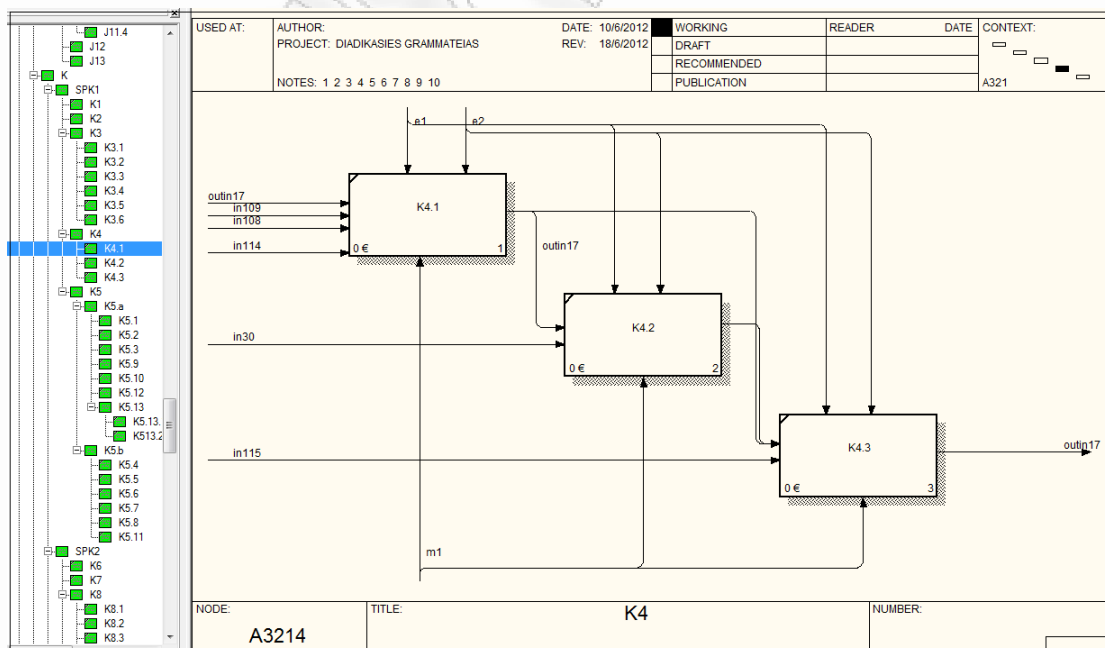 J11.4
J12
J13
K
SPK1
K1
K2
K3
K3.1
K3.2
K3.3
K3.4
K3.5
K3.6
K4
K4.1
K4.2
K4.3
K5
K5.a
K5.1
K5.2
K5.3
K5.9
K5.10
K5.12
K5.13
K5.13.
K513.2
K5.b
K5.4
K5.5
K5.6
K5.7
K5.8
K5.11
SPK2
K6
K7
K8
K8.1
K8.2
K8.3
USED AT:
AUTHOR:
DATE: 10/6/2012
PROJECT: DIADIKASIES GRAMMATEIAS
REV: 18/6/2012
NOTES: 1 2 3 4 5 6 7 8 9 10
WORKING
DRAFT
RECOMMENDED
PUBLICATION
READER
DATE
CONTEXT:
A321
e1
e2
outin17
in109
in108
in114
K4.1
0 €
1
outin17
in30
K4.2
0 €
2
in115
K4.3
0 €
3
outin17
m1
NODE:
A3214
TITLE:
K4
NUMBER: